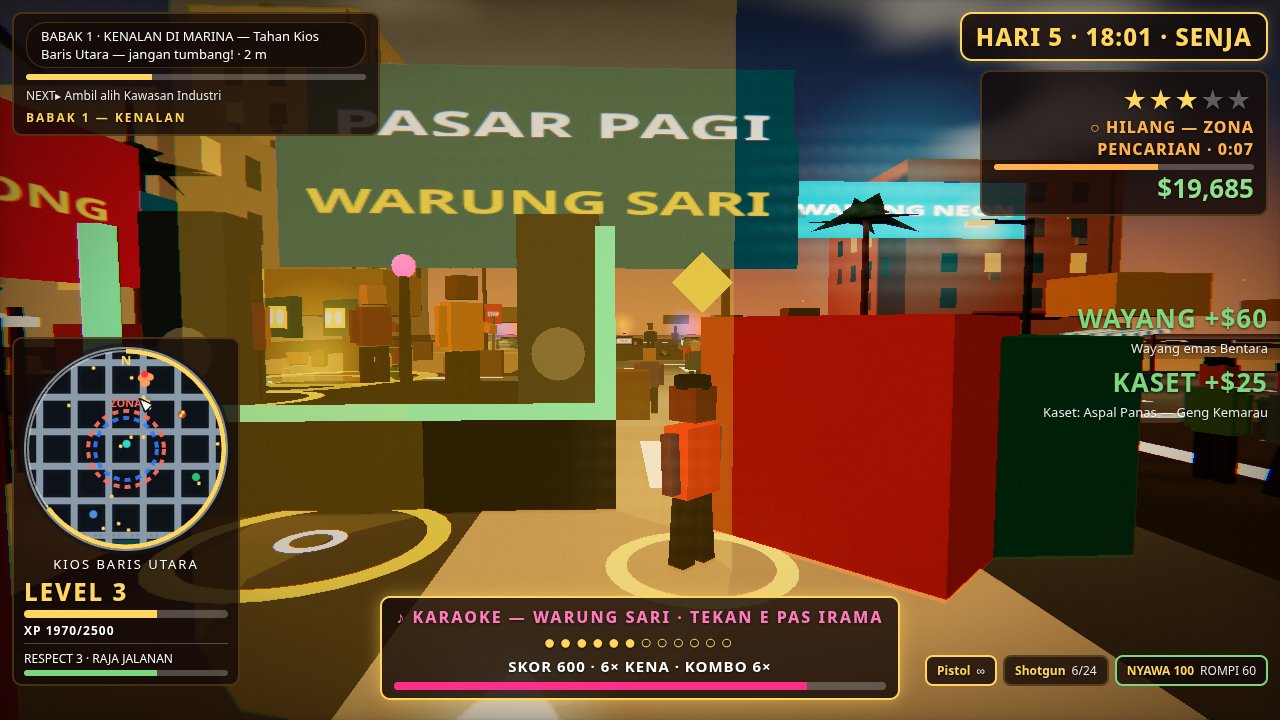 BABAK 1 · KENALAN DI MARINA — Tahan Kios
Baris Utara — jangan tumbang! · 2 m
NEXT▸ Ambil alih Kawasan Industri
BABAK 1 — KENALAN
HARI 5 · 18:01 · SENJA
★★★★★
○ HILANG — ZONA
PENCARIAN · 0:07
$19,685
PASAR PAGI
WARUNG SARI
ONG
WARUNG NEON
STOP
WAYANG +$60
Wayang emas Bentara
KASET +$25
Kaset: Aspal Panas — Geng Kemarau
N
ZONA
KIOS BARIS UTARA
LEVEL 3
XP 1970/2500
RESPECT 3 · RAJA JALANAN
♪ KARAOKE — WARUNG SARI · TEKAN E PAS IRAMA
●●●●●●○○○○○○
SKOR 600 · 6× KENA · KOMBO 6×
Pistol ∞
Shotgun 6/24
NYAWA 100 ROMPI 60